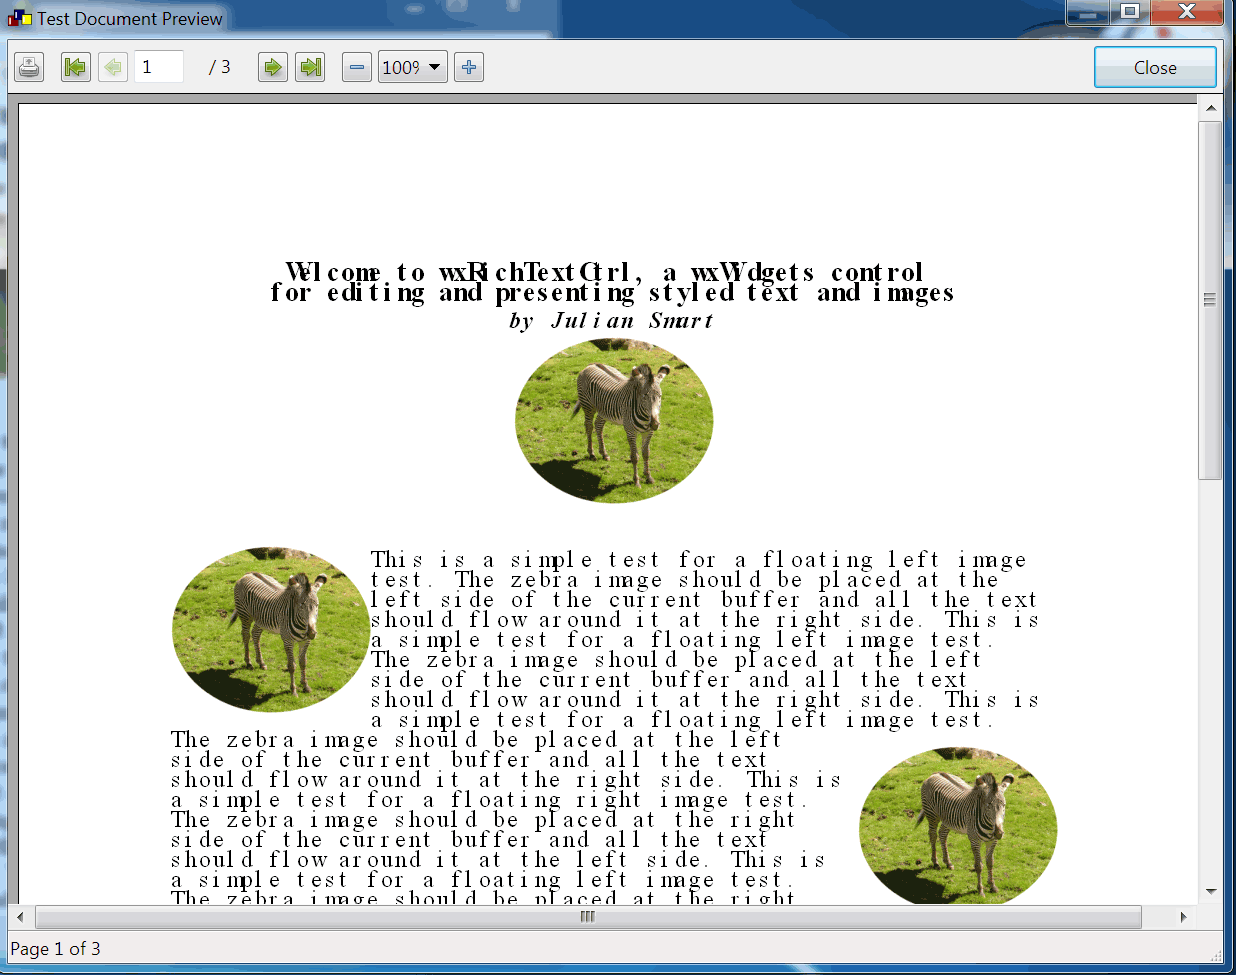 Test Document Preview
1 / 3 100% Close
Welcome to wxRichTextCtrl, a wxWidgets control
for editing and presenting styled text and images
by Julian Smart
This is a simple test for a floating left image
test. The zebra image should be placed at the
left side of the current buffer and all the text
should flow around it at the right side. This is
a simple test for a floating left image test.
The zebra image should be placed at the left
side of the current buffer and all the text
should flow around it at the right side. This is
a simple test for a floating left image test.
The zebra image should be placed at the left
side of the current buffer and all the text
should flow around it at the right side. This is
a simple test for a floating right image test.
The zebra image should be placed at the right
side of the current buffer and all the text
should flow around it at the left side. This is
a simple test for a floating left image test.
The zebra image should be placed at the right
Page 1 of 3